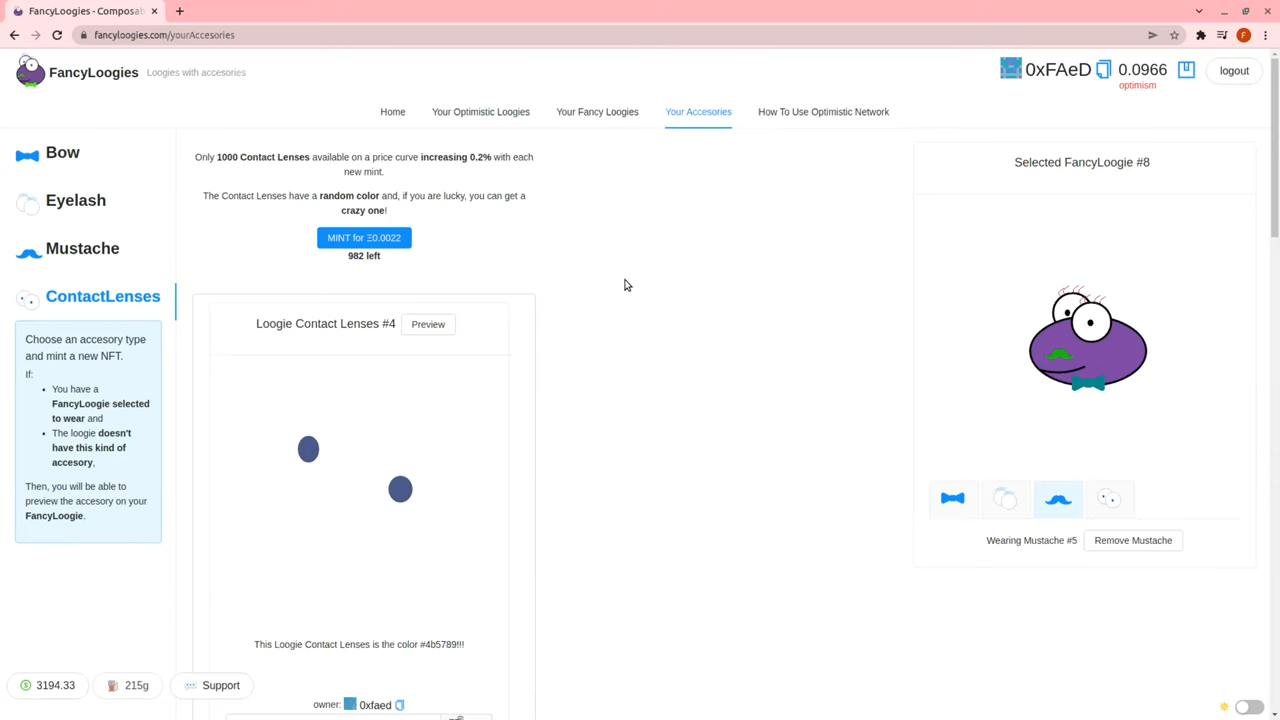 FancyLoogies - Composab
fancyloogies.com/yourAccesories
F
FancyLoogies Loogies with accesories
0xFAeD 0.0966 logout
optimism
Home Your Optimistic Loogies Your Fancy Loogies Your Accesories How To Use Optimistic Network
Bow
Eyelash
Mustache
ContactLenses
Choose an accesory type
and mint a new NFT.
If:
• You have a
FancyLoogie selected
to wear and
• The loogie doesn't
have this kind of
accesory,
Then, you will be able to
preview the accesory on your
FancyLoogie.
Only 1000 Contact Lenses available on a price curve increasing 0.2% with each
new mint.
The Contact Lenses have a random color and, if you are lucky, you can get a
crazy one!
MINT for Ξ0.0022
982 left
Loogie Contact Lenses #4 Preview
This Loogie Contact Lenses is the color #4b5789!!!
owner: 0xfaed
Selected FancyLoogie #8
Wearing Mustache #5 Remove Mustache
3194.33 215g Support